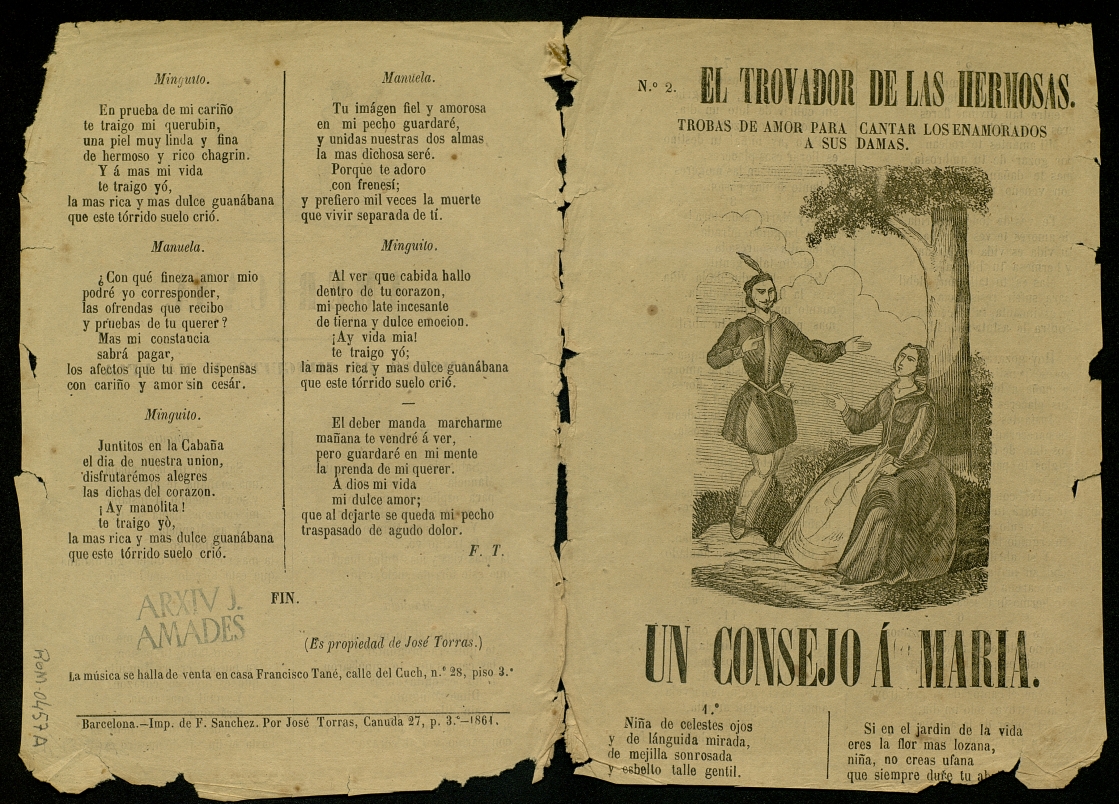 Minguito.
En prueba de mi cariño
te traigo mi querubin,
una piel muy linda y fina
de hermoso y rico chagrin.
Y á mas mi vida
te traigo yó,
la mas rica y mas dulce guanábana
que este tórrido suelo crió.
Manuela.
¿Con qué fineza amor mio
podré yo corresponder,
las ofrendas que recibo
y pruebas de tu querer?
Mas mi constancia
sabrá pagar,
los afectos que tu me dispensas
con cariño y amor sin cesár.
Minguito.
Juntitos en la Cabaña
el dia de nuestra union,
disfrutarémos alegres
las dichas del corazon.
¡Ay manolita!
te traigo yò,
la mas rica y mas dulce guanábana
que este tórrido suelo crió.
Manuela.
Tu imágen fiel y amorosa
en mi pecho guardaré,
y unidas nuestras dos almas
la mas dichosa seré.
Porque te adoro
con frenesí;
y prefiero mil veces la muerte
que vivir separada de tí.
Minguito.
Al ver que cabida hallo
dentro de tu corazon,
mi pecho late incesante
de tierna y dulce emocion.
¡Ay vida mia!
te traigo yó;
la mas rica y mas dulce guanábana
que este tórrido suelo crió.
—
El deber manda marcharme
mañana te vendré á ver,
pero guardaré en mi mente
la prenda de mi querer.
A dios mi vida
mi dulce amor;
que al dejarte se queda mi pecho
traspasado de agudo dolor.
F. T.
FIN.
ARXIV J.
AMADES
(Es propiedad de José Torras.)
La música se halla de venta en casa Francisco Tané, calle del Cuch, n.º 28, piso 3.º
Barcelona.—Imp. de F. Sanchez. Por José Torras, Canuda 27, p. 3.º—1861.
ROM-0457A
N.º 2. EL TROVADOR DE LAS HERMOSAS.
TROBAS DE AMOR PARA CANTAR LOS ENAMORADOS
A SUS DAMAS.
UN CONSEJO Á MARIA.
1.º
Niña de celestes ojos
y de lánguida mirada,
de mejilla sonrosada
y esbelto talle gentil.
Si en el jardin de la vida
eres la flor mas lozana,
niña, no creas ufana
que siempre dure tu